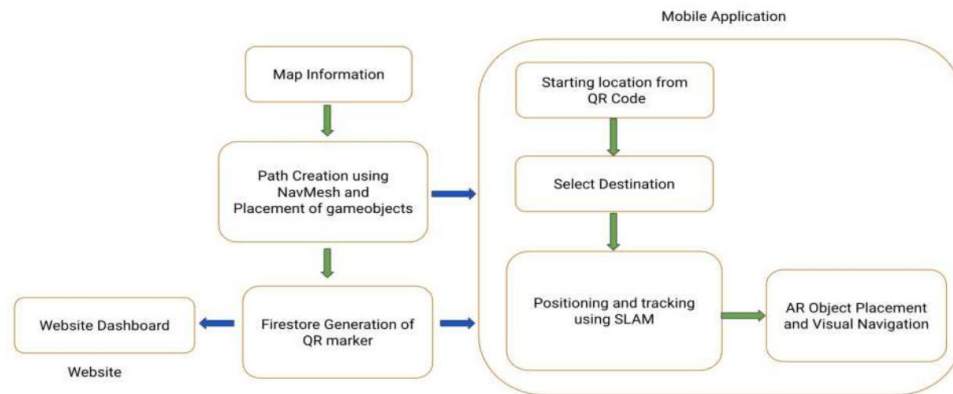 Mobile Application
Map Information
Path Creation using
NavMesh and
Placement of gameobjects
Firestore Generation of
QR marker
Website Dashboard
Website
Starting location from
QR Code
Select Destination
Positioning and tracking
using SLAM
AR Object Placement
and Visual Navigation